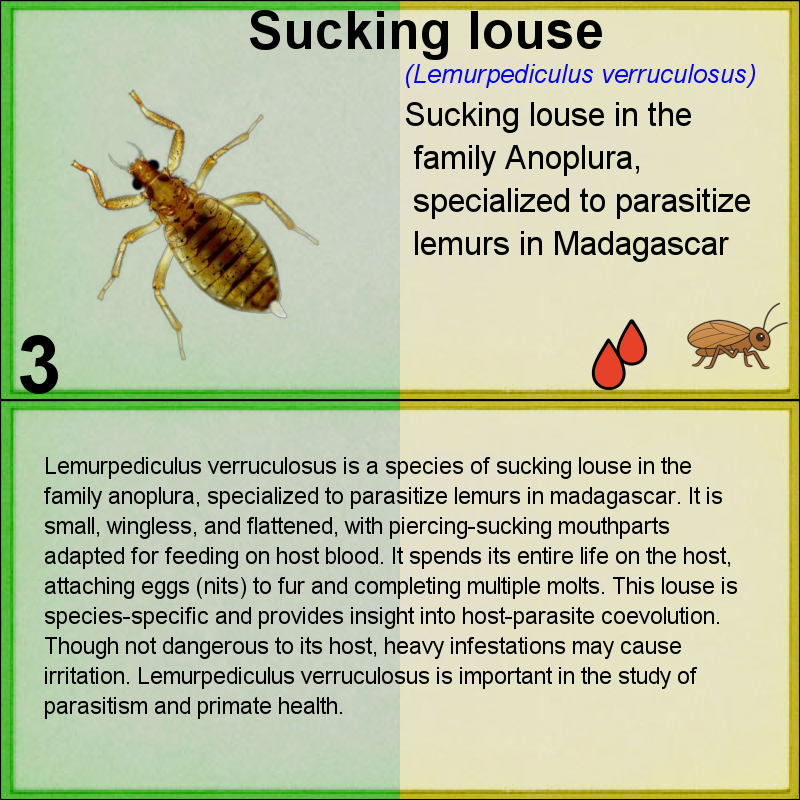 Sucking louse
(Lemurpediculus verruculosus)
Sucking louse in the
family Anoplura,
specialized to parasitize
lemurs in Madagascar
3
Lemurpediculus verruculosus is a species of sucking louse in the
family anoplura, specialized to parasitize lemurs in madagascar. It is
small, wingless, and flattened, with piercing-sucking mouthparts
adapted for feeding on host blood. It spends its entire life on the host,
attaching eggs (nits) to fur and completing multiple molts. This louse is
species-specific and provides insight into host-parasite coevolution.
Though not dangerous to its host, heavy infestations may cause
irritation. Lemurpediculus verruculosus is important in the study of
parasitism and primate health.